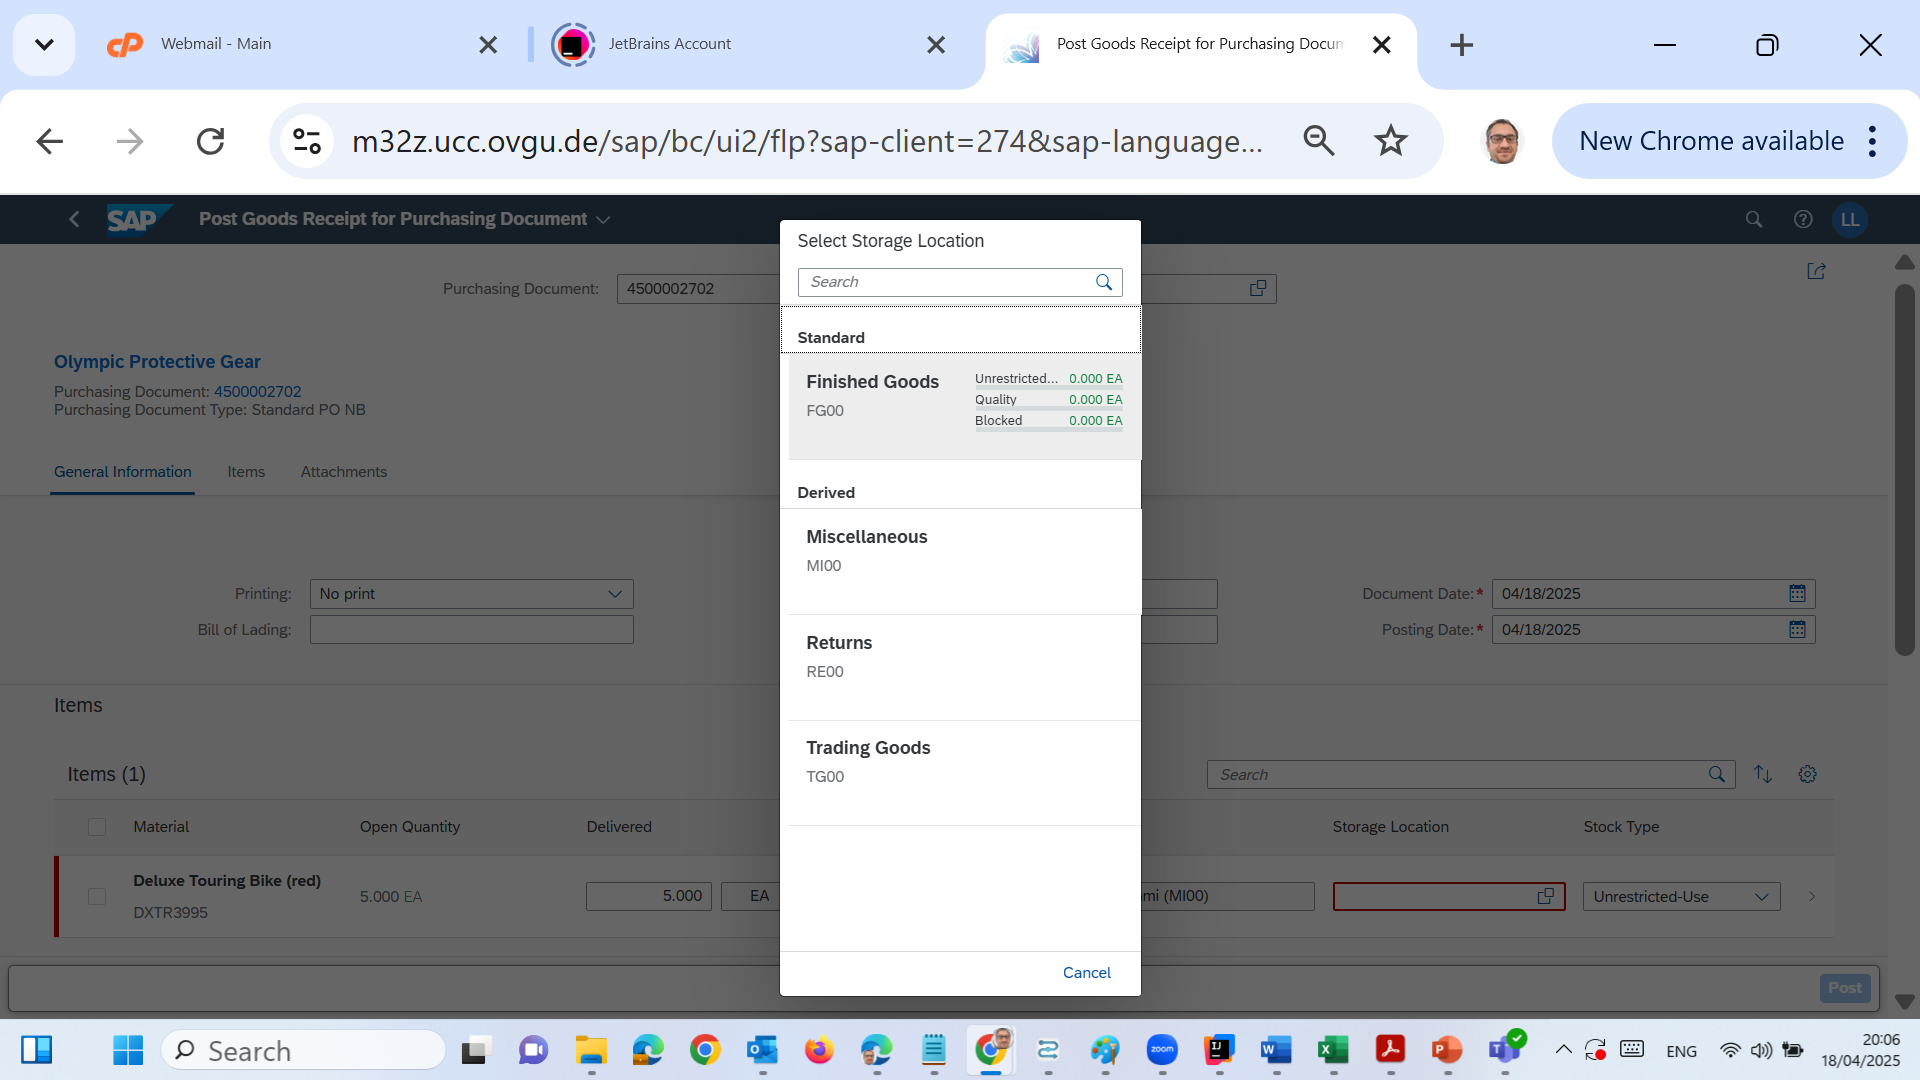 Webmail - Main
JetBrains Account
Post Goods Receipt for Purchasing Docum
m32z.ucc.ovgu.de/sap/bc/ui2/flp?sap-client=274&sap-language...
New Chrome available
SAP
Post Goods Receipt for Purchasing Document
LL
Purchasing Document:
4500002702
Olympic Protective Gear
Purchasing Document: 4500002702
Purchasing Document Type: Standard PO NB
General Information
Items
Attachments
Printing:
No print
Bill of Lading:
Document Date:*
04/18/2025
Posting Date:*
04/18/2025
Items
Items (1)
Search
Material
Open Quantity
Delivered
Storage Location
Stock Type
Deluxe Touring Bike (red)
DXTR3995
5.000 EA
5.000
EA
mi (MI00)
Unrestricted-Use
Post
Select Storage Location
Search
Standard
Finished Goods
FG00
Unrestricted... 0.000 EA
Quality 0.000 EA
Blocked 0.000 EA
Derived
Miscellaneous
MI00
Returns
RE00
Trading Goods
TG00
Cancel
Search
zoom
ENG
20:06
18/04/2025